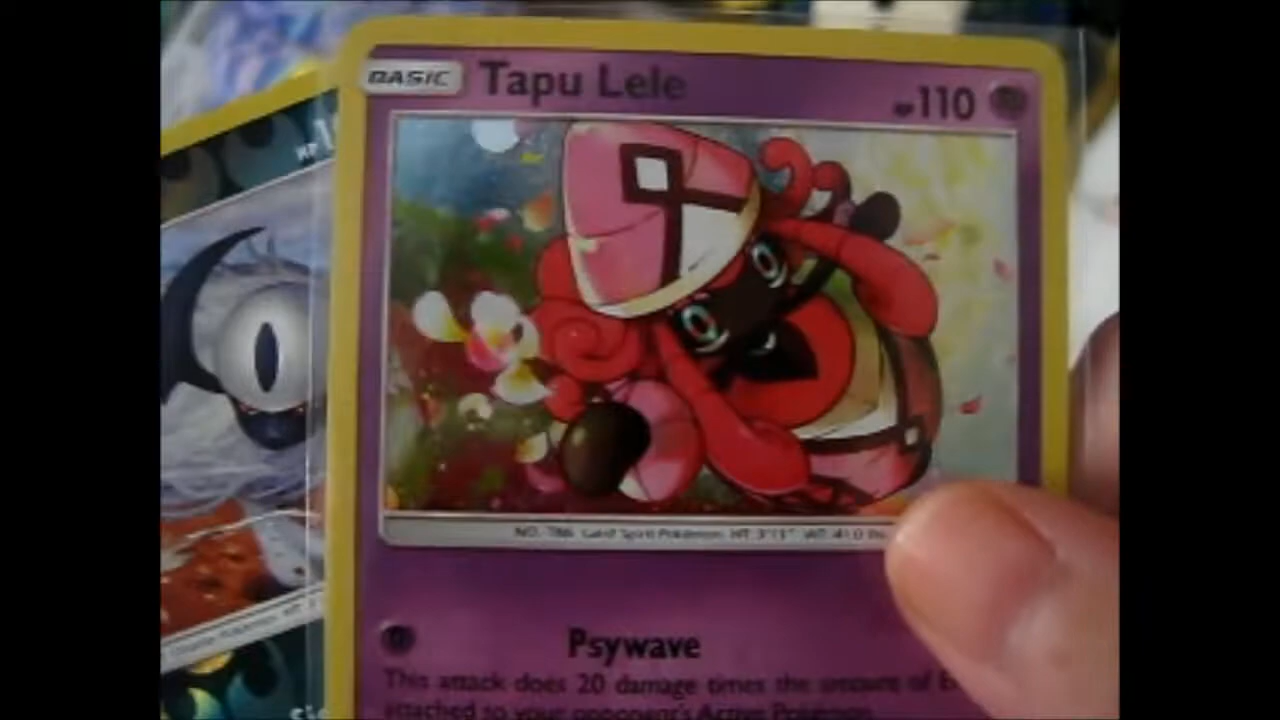 BASIC Tapu Lele 110
NO. 786 Land Spirit Pokémon HT: 3'11" WT: 41.0 lbs
Psywave
This attack does 20 damage times the amount of
attached to your opponent's Active Pokémon.